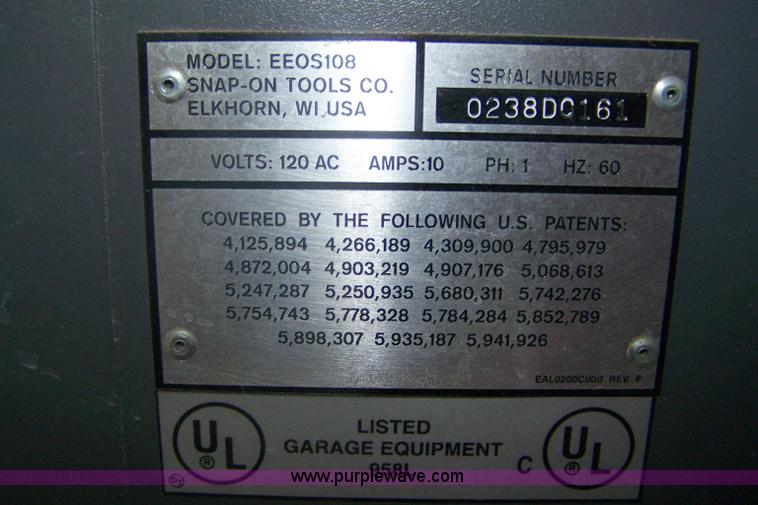 MODEL: EEOS108
SNAP-ON TOOLS CO.
ELKHORN, WI,USA
SERIAL NUMBER
0238D0161
VOLTS: 120 AC AMPS:10 PH: 1 HZ: 60
COVERED BY THE FOLLOWING U.S. PATENTS:
4,125,894 4,266,189 4,309,900 4,795,979
4,872,004 4,903,219 4,907,176 5,068,613
5,247,287 5,250,935 5,680,311 5,742,276
5,754,743 5,778,328 5,784,284 5,852,789
5,898,307 5,935,187 5,941,926
EAL0200C00B REV F
UL ®
LISTED
GARAGE EQUIPMENT
958L
C UL ®
www.purplewave.com